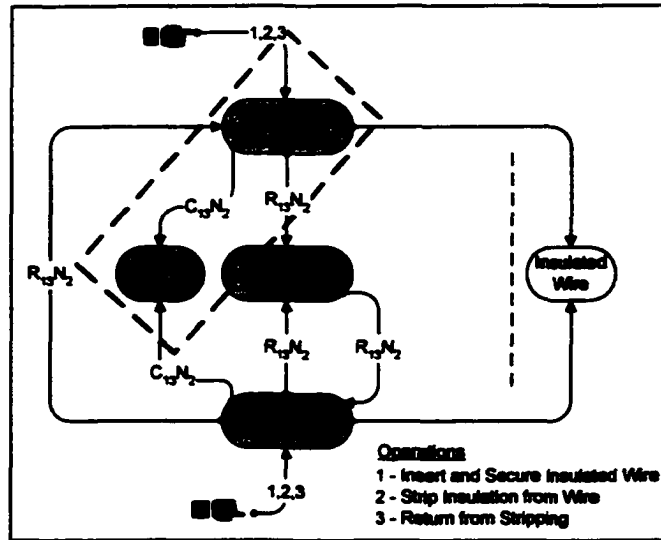 1,2,3
C₁₃N₂
R₁₃N₂
R₁₃N₂
Insulated
Wire
R₁₃N₂
R₁₃N₂
C₁₃N₂
1,2,3
Operations
1 - Insert and Secure Insulated Wire
2 - Strip Insulation from Wire
3 - Return from Stripping